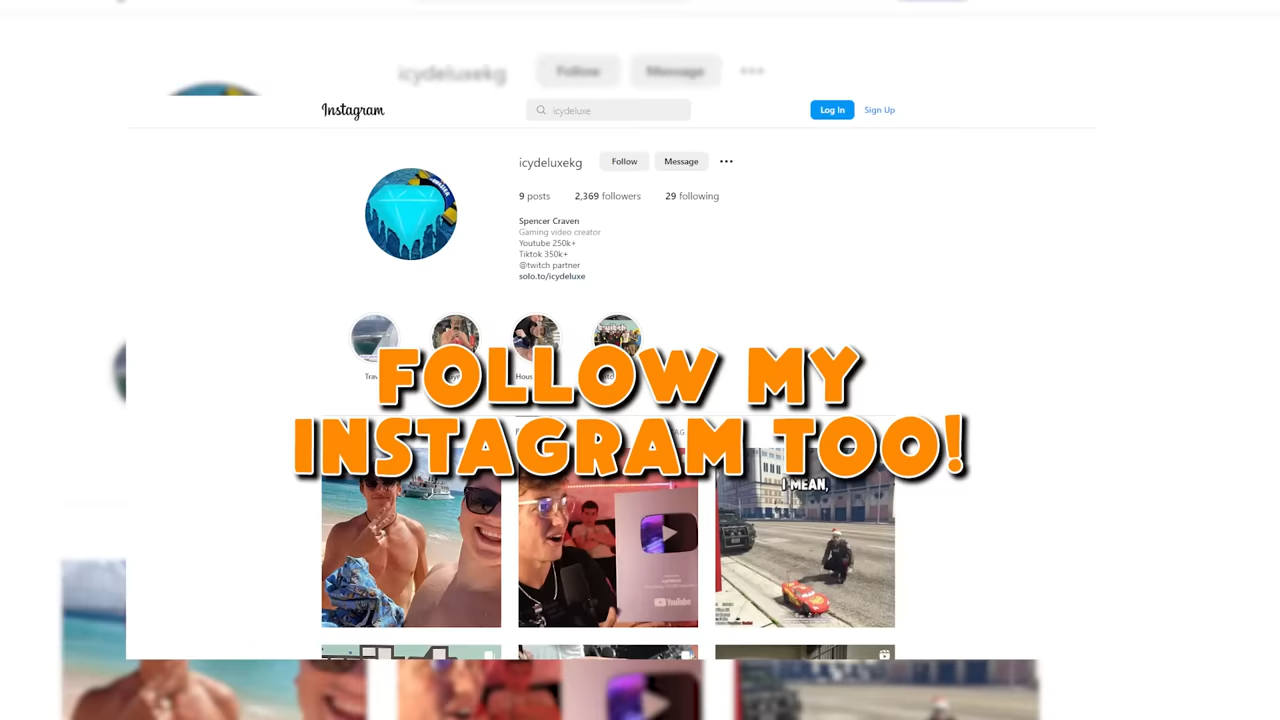 icydeluxekg Follow Message
Instagram
icydeluxe
Log In Sign Up
icydeluxekg Follow Message
9 posts 2,369 followers 29 following
Spencer Craven
Gaming video creator
Youtube 250k+
Tiktok 350k+
@twitch partner
solo.to/icydeluxe
twitch
FOLLOW MY
INSTAGRAM TOO!
I MEAN,
YouTube